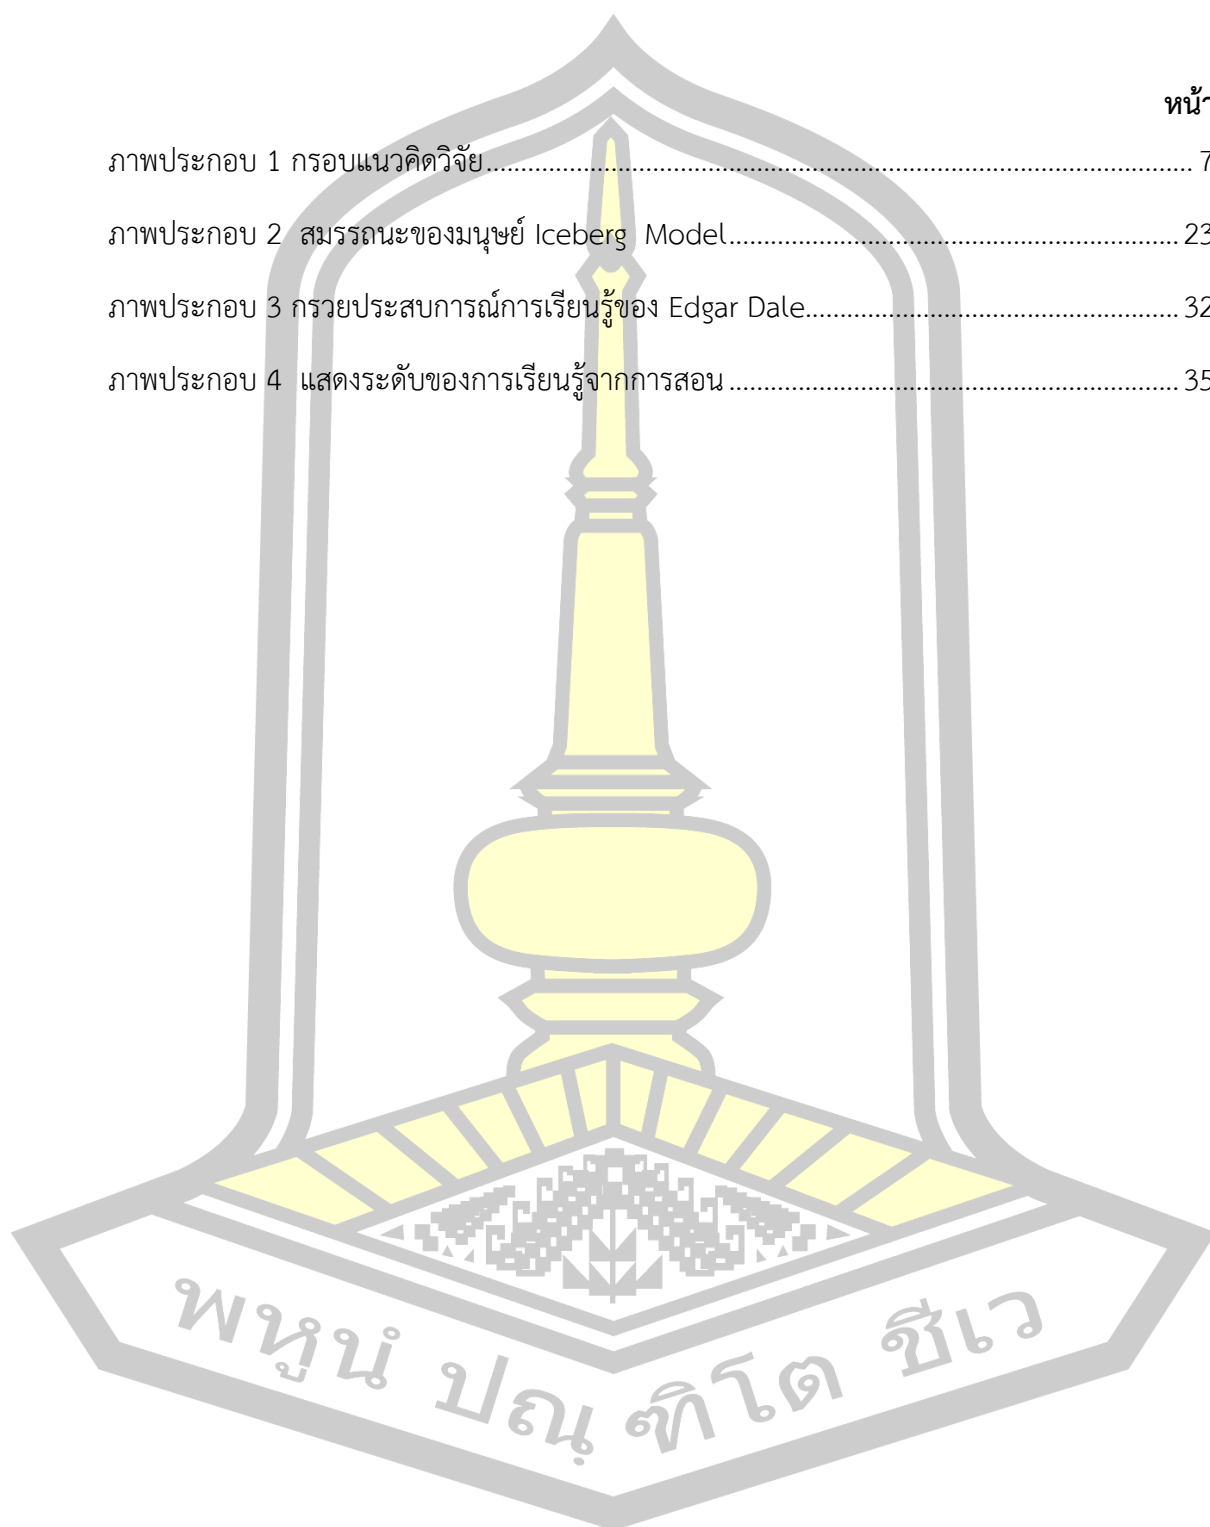 หน้า
ภาพประกอบ 1 กรอบแนวคิดวิจัย.......................................................................................................... 7
ภาพประกอบ 2  สมรรถนะของมนุษย์ Iceberg  Model.................................................................... 23
ภาพประกอบ 3 กรวยประสบการณ์การเรียนรู้ของ Edgar Dale........................................................ 32
ภาพประกอบ 4  แสดงระดับของการเรียนรู้จากการสอน .................................................................... 35
พหูนํ ปณฺฑิโต ชีเว